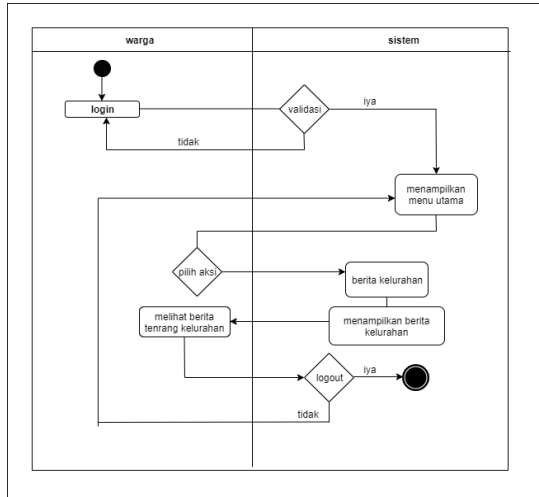 warga
sistem
login
validasi
iya
tidak
menampilkan
menu utama
pilih aksi
berita kelurahan
melihat berita
tenrang kelurahan
menampilkan berita
kelurahan
logout
iya
tidak